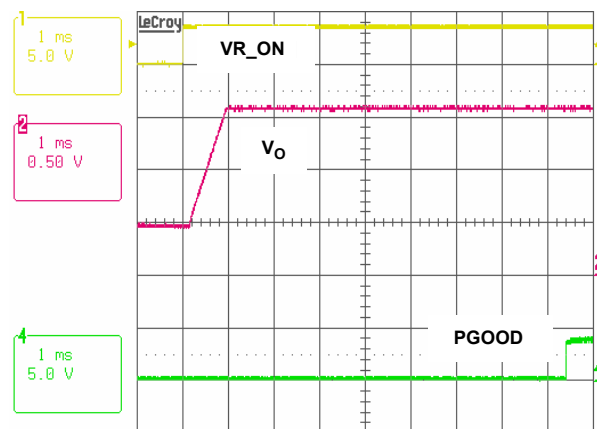 1
1 ms
5.0 V
LeCroy
VR_ON
2
1 ms
0.50 V
VO
4
1 ms
5.0 V
PGOOD